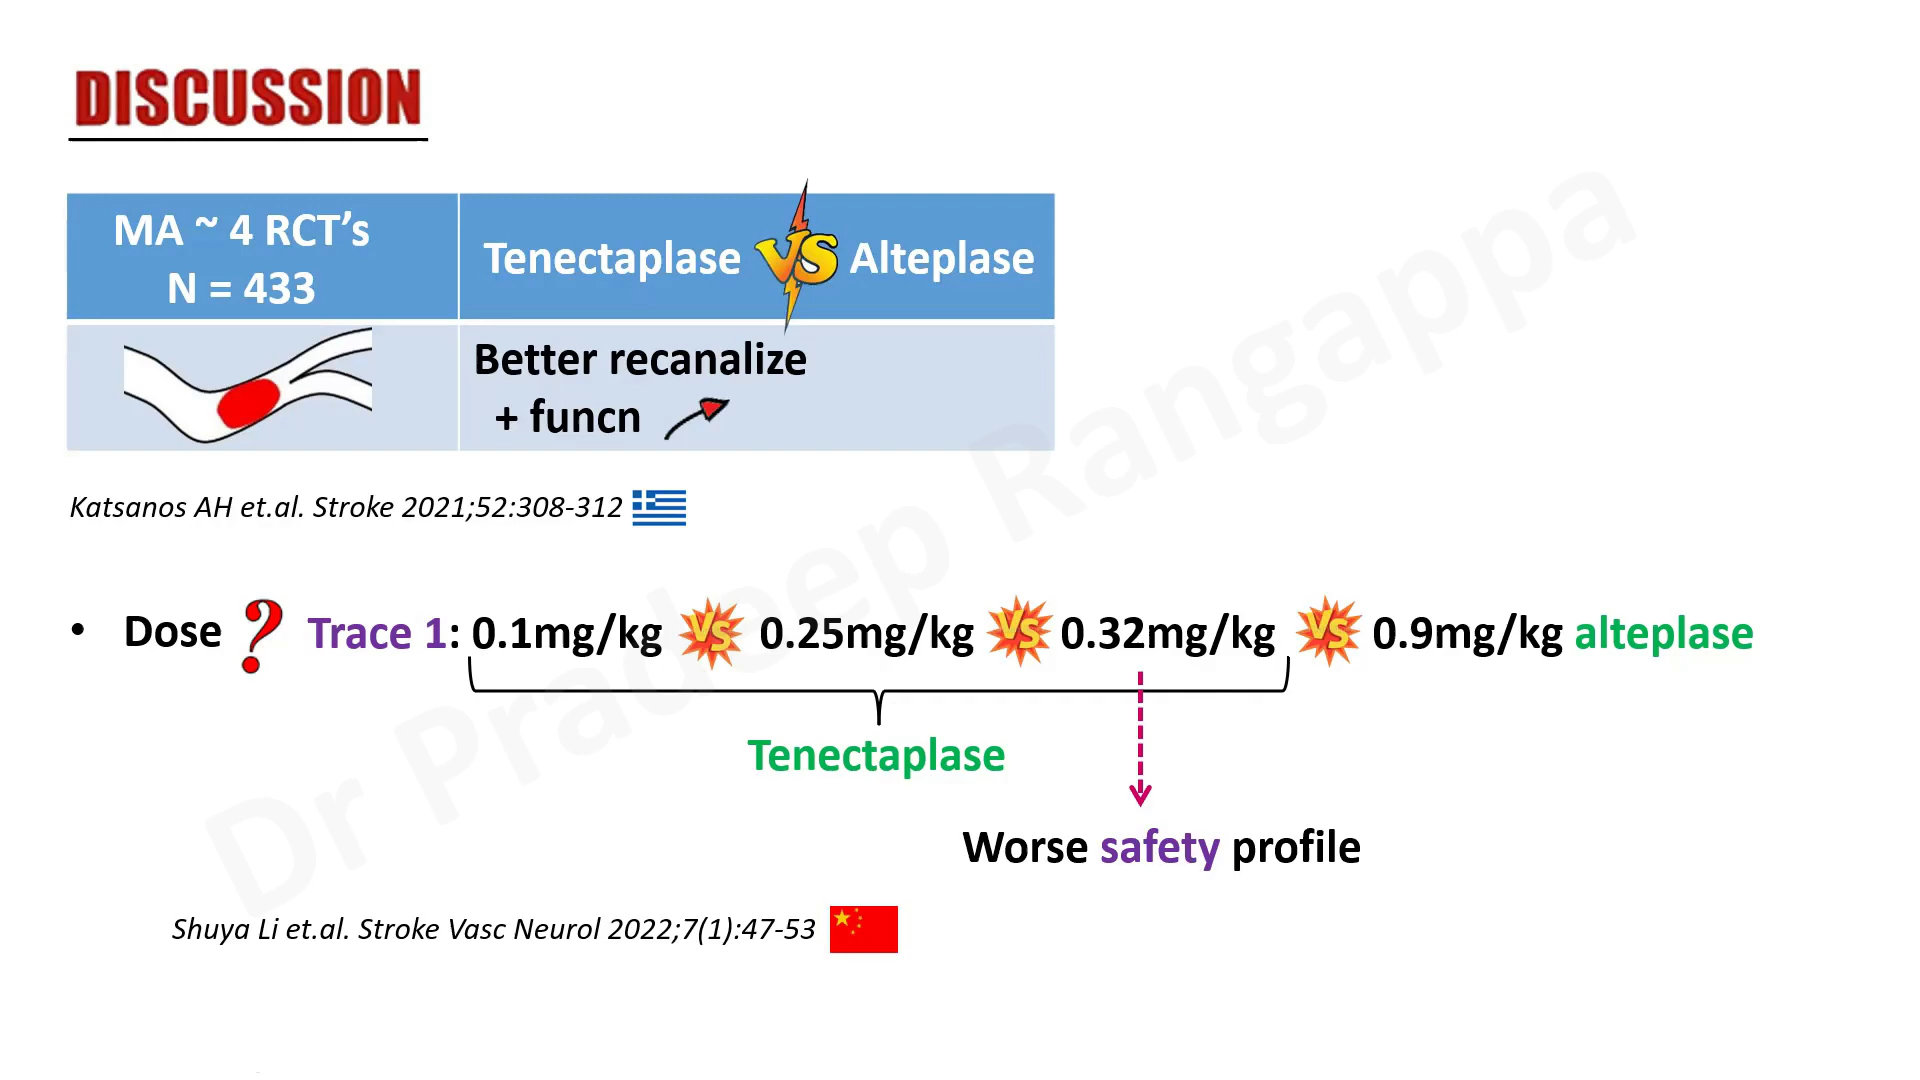 DISCUSSION
MA ~ 4 RCT’s
N = 433
Tenectaplase VS Alteplase
Better recanalize
+ funcn
Katsanos AH et.al. Stroke 2021;52:308-312
• Dose ? Trace 1: 0.1mg/kg VS 0.25mg/kg VS 0.32mg/kg VS 0.9mg/kg alteplase
Tenectaplase
Worse safety profile
Shuya Li et.al. Stroke Vasc Neurol 2022;7(1):47-53
Dr Pradeep Rangappa